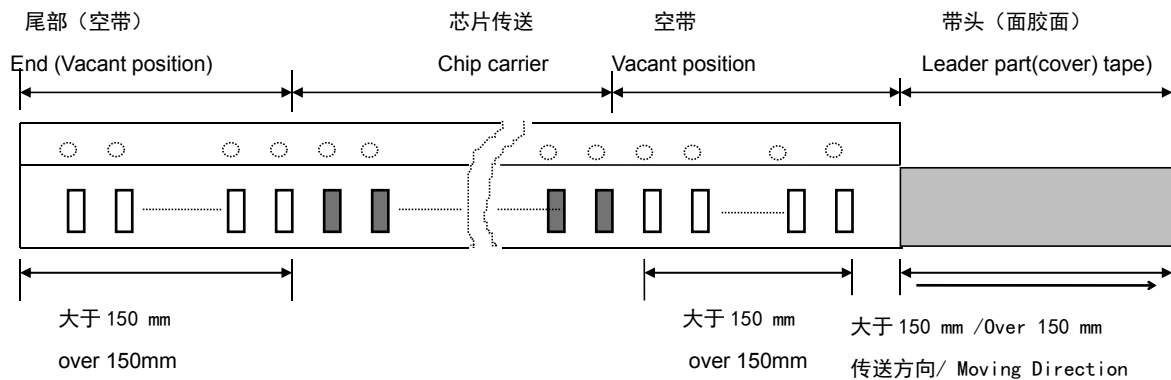 尾部（空带）
芯片传送
空带
带头（面胶面）
End (Vacant position)
Chip carrier
Vacant position
Leader part(cover) tape)
大于 150 mm
over 150mm
大于 150 mm
over 150mm
大于 150 mm /Over 150 mm
传送方向/ Moving Direction